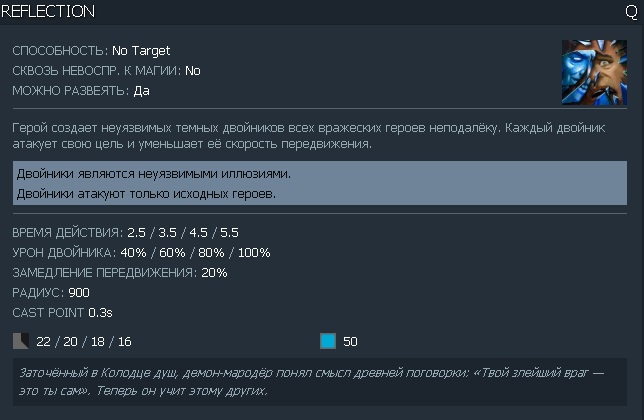 REFLECTION Q
СПОСОБНОСТЬ: No Target
СКВОЗЬ НЕВОСПР. К МАГИИ: No
МОЖНО РАЗВЕЯТЬ: Да
Герой создает неуязвимых темных двойников всех вражеских героев неподалёку. Каждый двойник
атакует свою цель и уменьшает её скорость передвижения.
Двойники являются неуязвимыми иллюзиями.
Двойники атакуют только исходных героев.
ВРЕМЯ ДЕЙСТВИЯ: 2.5 / 3.5 / 4.5 / 5.5
УРОН ДВОЙНИКА: 40% / 60% / 80% / 100%
ЗАМЕДЛЕНИЕ ПЕРЕДВИЖЕНИЯ: 20%
РАДИУС: 900
CAST POINT 0.3s
22 / 20 / 18 / 16 50
Заточённый в Колодце душ, демон-мародёр понял смысл древней поговорки: «Твой злейший враг —
это ты сам». Теперь он учит этому других.